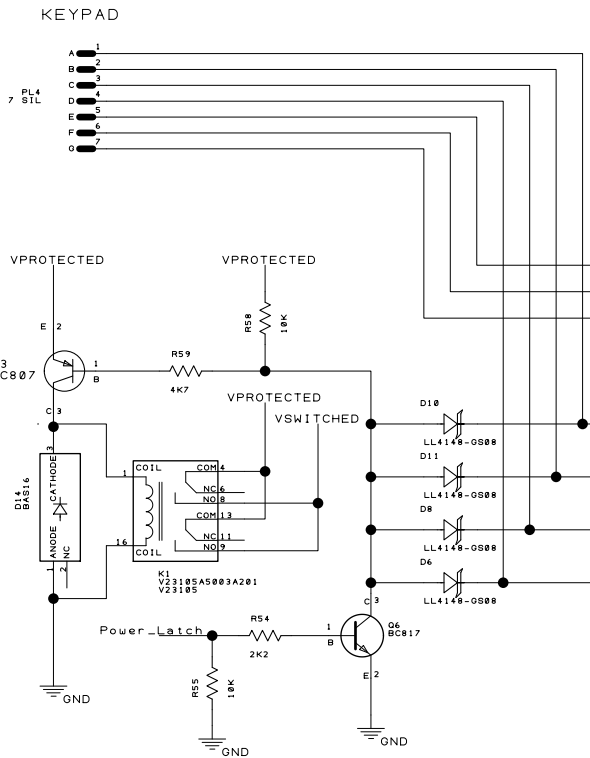 KEYPAD
PL4
7 SIL
A 1
B 2
C 3
D 4
E 5
F 6
G 7
VPROTECTED
VPROTECTED
E 2
R58
10K
3
C807
1
B
R59
4K7
C 3
VPROTECTED
VSWITCHED
D10
LL4148-GS08
D11
LL4148-GS08
D8
LL4148-GS08
D6
LL4148-GS08
D14
BAS16
3
CATHODE
ANODE
NC
1
2
1
COIL
COM 4
NC 6
NO 8
COM 13
NC 11
NO 9
16
COIL
K1
V23105A5003A201
V23105
C 3
Q6
BC817
1
B
E 2
Power_Latch
R54
2K2
R55
10K
GND
GND
GND